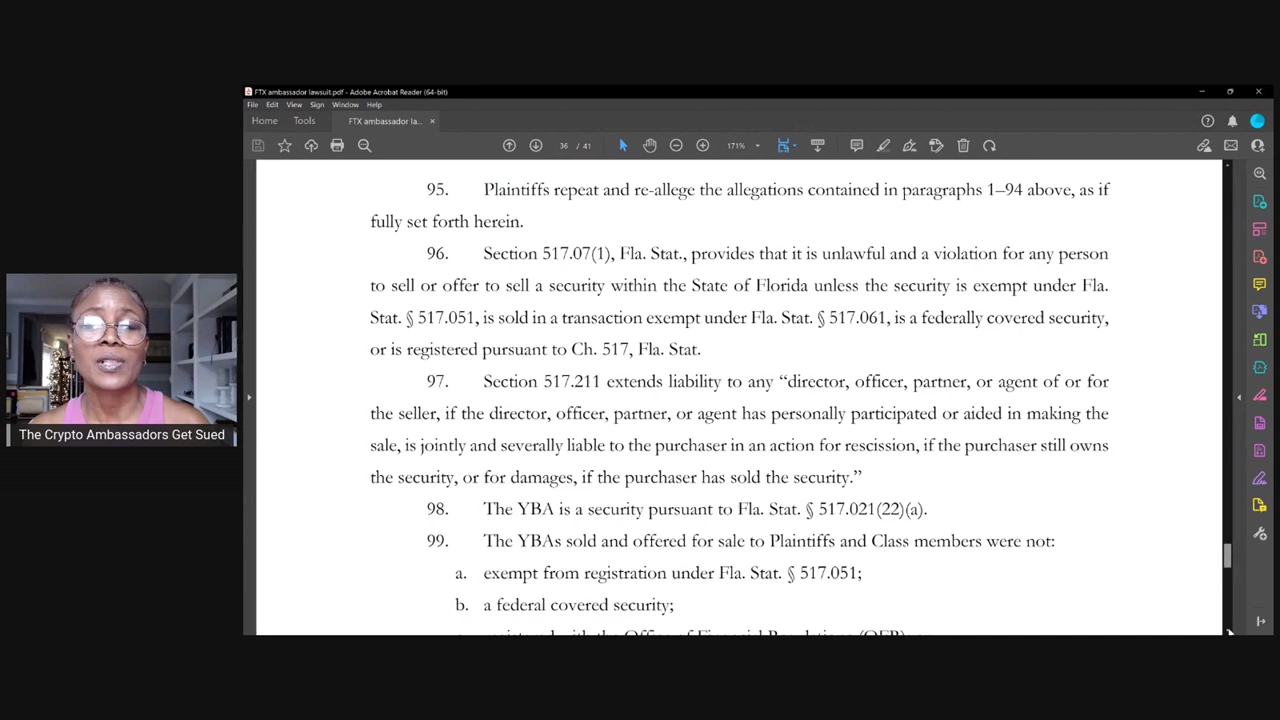 FTX ambassador lawsuit.pdf - Adobe Acrobat Reader (64-bit)
File Edit View Sign Window Help
Home Tools FTX ambassador la... ×
36 / 41 171%
95. Plaintiffs repeat and re-allege the allegations contained in paragraphs 1–94 above, as if
fully set forth herein.
96. Section 517.07(1), Fla. Stat., provides that it is unlawful and a violation for any person
to sell or offer to sell a security within the State of Florida unless the security is exempt under Fla.
Stat. § 517.051, is sold in a transaction exempt under Fla. Stat. § 517.061, is a federally covered security,
or is registered pursuant to Ch. 517, Fla. Stat.
97. Section 517.211 extends liability to any “director, officer, partner, or agent of or for
the seller, if the director, officer, partner, or agent has personally participated or aided in making the
sale, is jointly and severally liable to the purchaser in an action for rescission, if the purchaser still owns
the security, or for damages, if the purchaser has sold the security.”
98. The YBA is a security pursuant to Fla. Stat. § 517.021(22)(a).
99. The YBAs sold and offered for sale to Plaintiffs and Class members were not:
a. exempt from registration under Fla. Stat. § 517.051;
b. a federal covered security;
registered with the Office of Financial Regulations (OFR)
The Crypto Ambassadors Get Sued